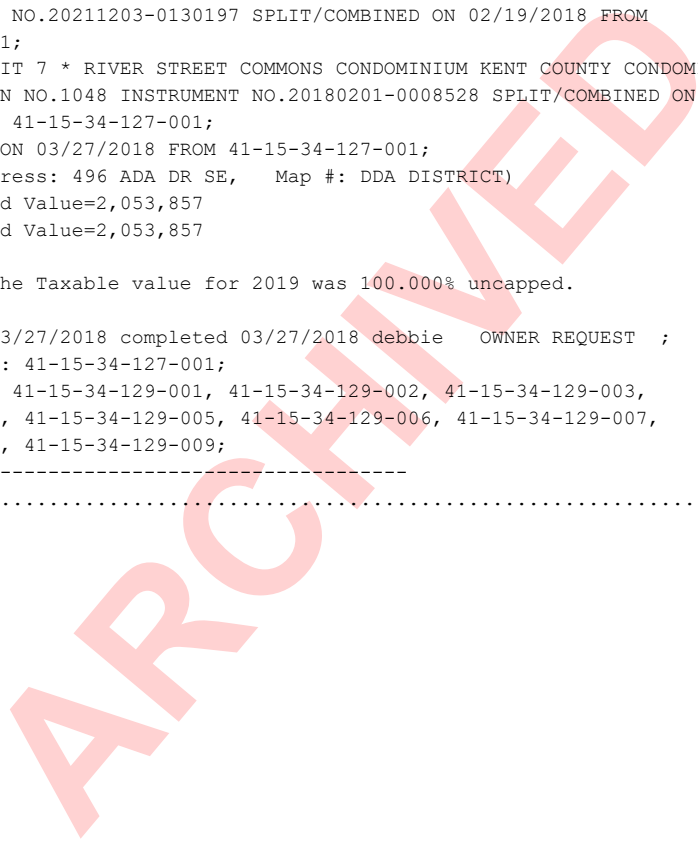 NO.20211203-0130197 SPLIT/COMBINED ON 02/19/2018 FROM
1;
IT 7 * RIVER STREET COMMONS CONDOMINIUM KENT COUNTY CONDOM
N NO.1048 INSTRUMENT NO.20180201-0008528 SPLIT/COMBINED ON
41-15-34-127-001;
ON 03/27/2018 FROM 41-15-34-127-001;
ress: 496 ADA DR SE, Map #: DDA DISTRICT)
d Value=2,053,857
d Value=2,053,857
he Taxable value for 2019 was 100.000% uncapped.
3/27/2018 completed 03/27/2018 debbie OWNER REQUEST ;
: 41-15-34-127-001;
41-15-34-129-001, 41-15-34-129-002, 41-15-34-129-003,
, 41-15-34-129-005, 41-15-34-129-006, 41-15-34-129-007,
, 41-15-34-129-009;
----------------------------------
..........................................................
ARCHIVED